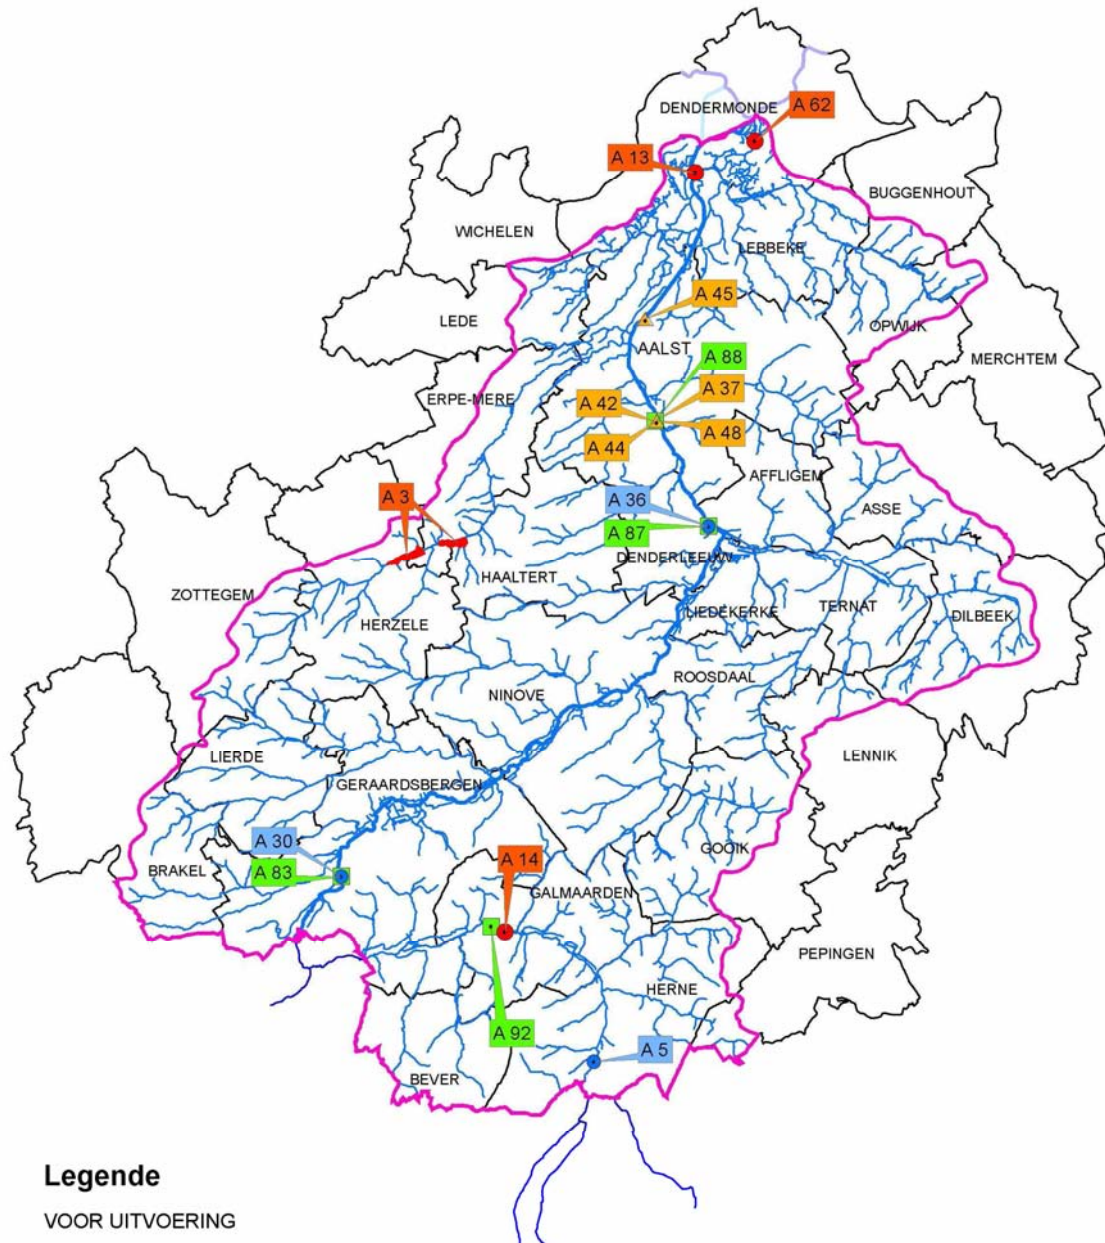 DENDERMONDE
A 62
A 13
BUGGENHOUT
WICHELEN
LEBBEKE
A 45
LEDE
OPWIJK
AALST
MERCHTEM
A 88
ERPE-MERE
A 37
A 42
A 48
A 44
AFFLIGEM
A 3
A 36
ASSE
A 87
DENDERLEEUW
HAALTERT
ZOTTEGEM
LIEDEKERKE
TERNAT
DILBEEK
HERZELE
ROOSDAAL
NINOVE
LIERDE
LENNIK
GERAARDSBERGEN
A 30
GOOIK
A 14
BRAKEL
A 83
GALMAARDEN
PEPINGEN
HERNE
A 92
A 5
BEVER
Legende
VOOR UITVOERING